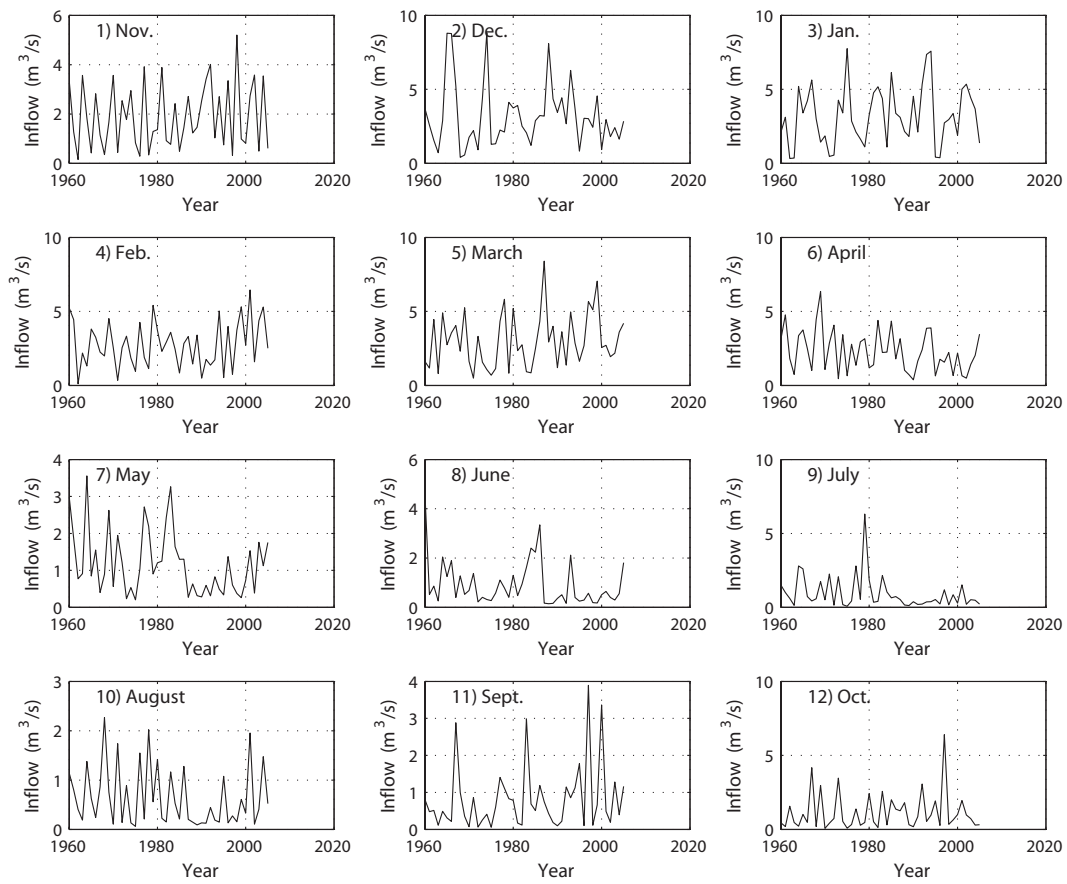 1) Nov.
6
4
2
0
Inflow (m³/s)
1960 1980 2000 2020
Year
2) Dec.
10
5
0
Inflow (m³/s)
1960 1980 2000 2020
Year
3) Jan.
10
5
0
Inflow (m³/s)
1960 1980 2000 2020
Year
4) Feb.
10
5
0
Inflow (m³/s)
1960 1980 2000 2020
Year
5) March
10
5
0
Inflow (m³/s)
1960 1980 2000 2020
Year
6) April
10
5
0
Inflow (m³/s)
1960 1980 2000 2020
Year
7) May
4
3
2
1
0
Inflow (m³/s)
1960 1980 2000 2020
Year
8) June
6
4
2
0
Inflow (m³/s)
1960 1980 2000 2020
Year
9) July
10
5
0
Inflow (m³/s)
1960 1980 2000 2020
Year
10) August
3
2
1
0
Inflow (m³/s)
1960 1980 2000 2020
Year
11) Sept.
4
3
2
1
0
Inflow (m³/s)
1960 1980 2000 2020
Year
12) Oct.
10
5
0
Inflow (m³/s)
1960 1980 2000 2020
Year